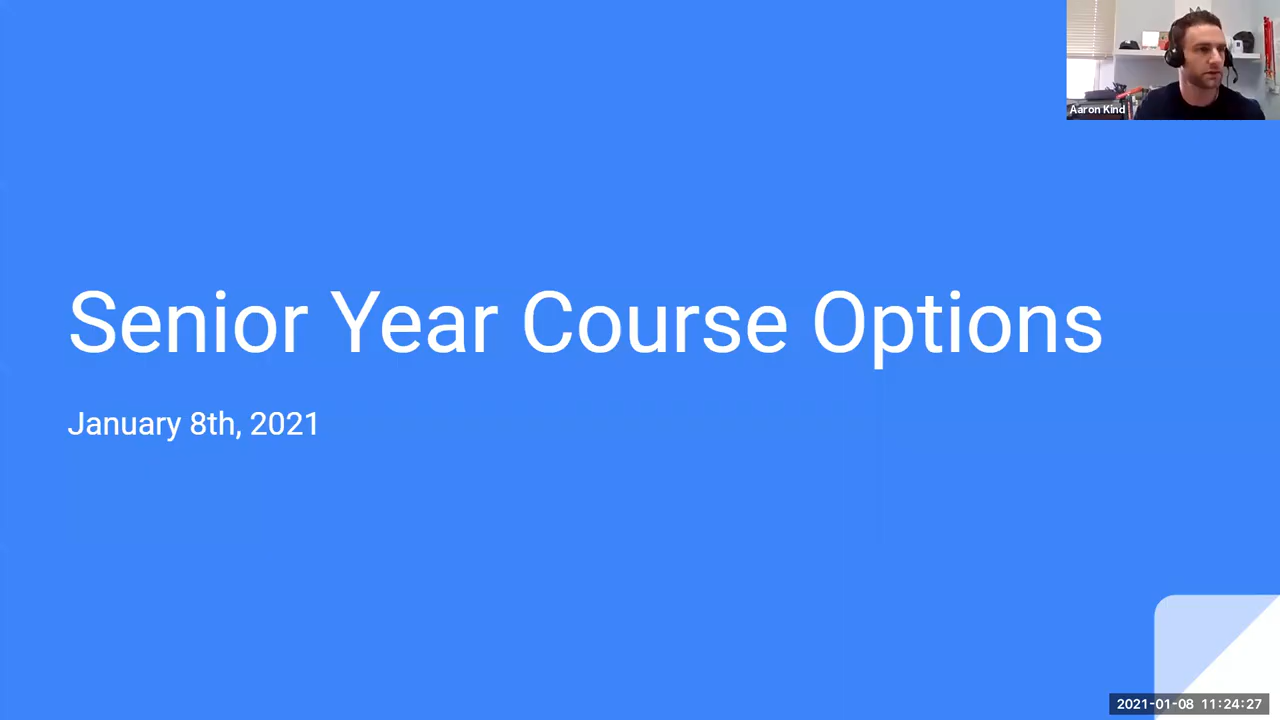 Aaron Kind
Senior Year Course Options
January 8th, 2021
2021-01-08 11:24:27